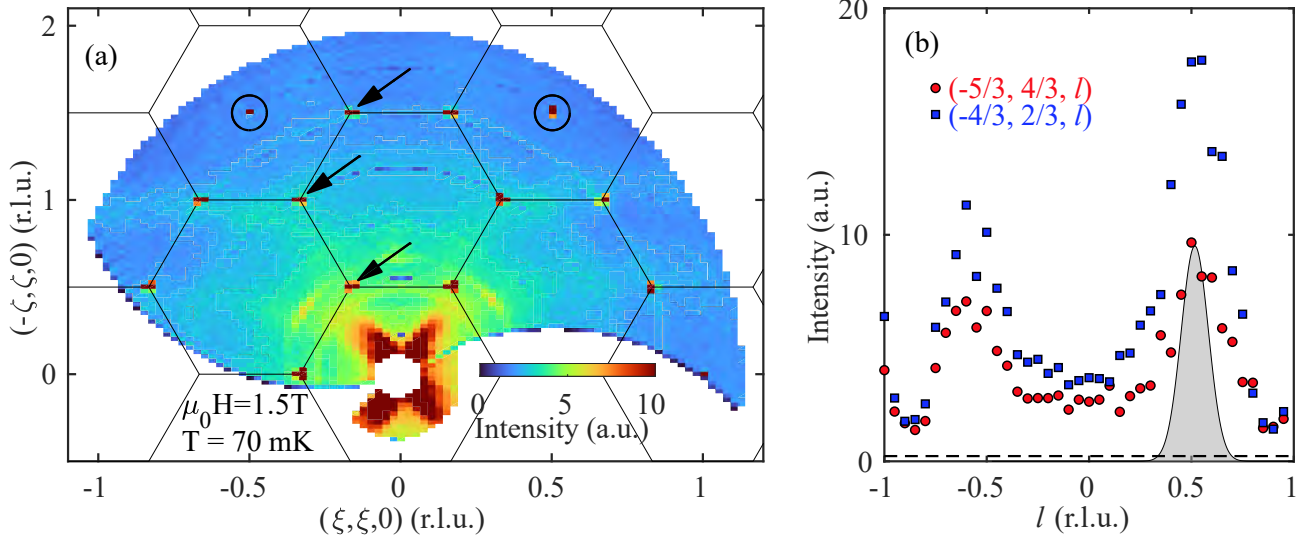 (a)
2
1
0
(-ζ,ζ,0) (r.l.u.)
μ₀H=1.5T
T = 70 mK
0 5 10
Intensity (a.u.)
-1 -0.5 0 0.5 1
(ξ,ξ,0) (r.l.u.)
(b)
20
10
0
Intensity (a.u.)
(-5/3, 4/3, l)
(-4/3, 2/3, l)
-1 -0.5 0 0.5 1
l (r.l.u.)